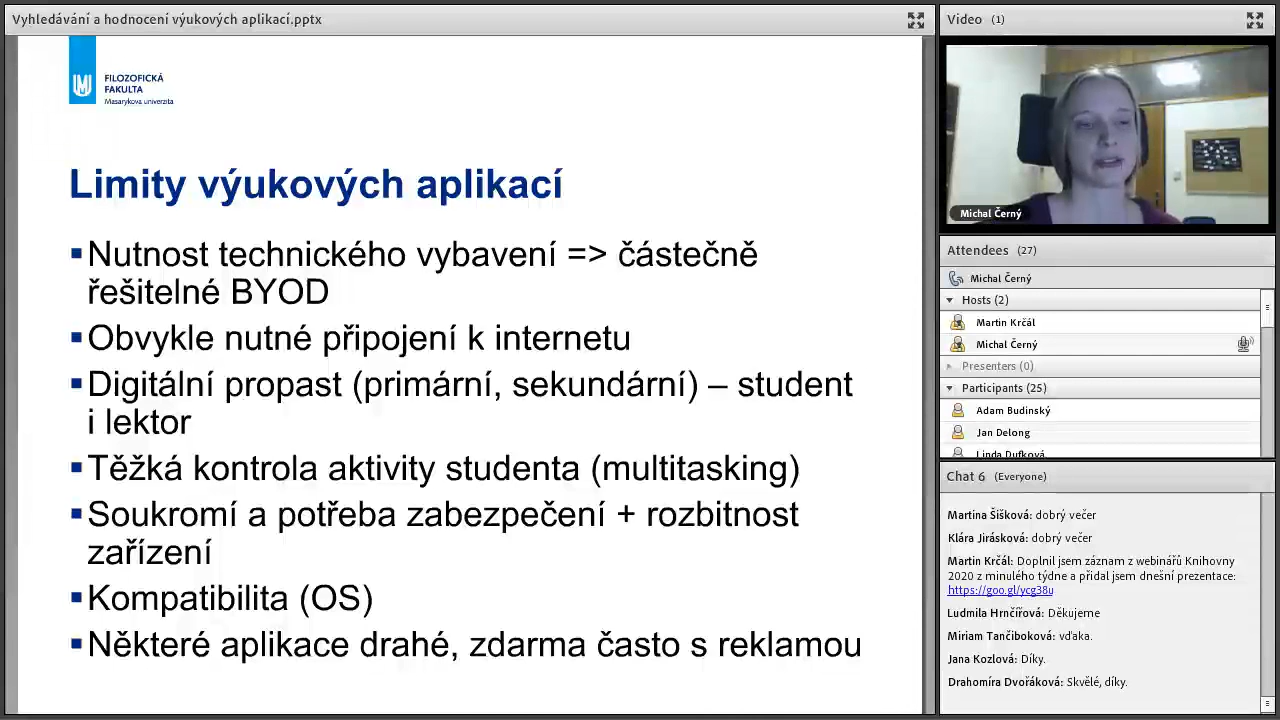 Vyhledávání a hodnocení výukových aplikací.pptx
FILOZOFICKÁ
FAKULTA
Masarykova univerzita
Limity výukových aplikací
Nutnost technického vybavení => částečně
řešitelné BYOD
Obvykle nutné připojení k internetu
Digitální propast (primární, sekundární) – student
i lektor
Těžká kontrola aktivity studenta (multitasking)
Soukromí a potřeba zabezpečení + rozbitnost
zařízení
Kompatibilita (OS)
Některé aplikace drahé, zdarma často s reklamou
Video (1)
Michal Černý
Attendees (27)
Michal Černý
Hosts (2)
Martin Krčál
Michal Černý
Presenters (0)
Participants (25)
Adam Budinský
Jan Delong
Linda Dufková
Chat 6 (Everyone)
Martina Šišková: dobrý večer
Klára Jirásková: dobrý večer
Martin Krčál: Doplnil jsem záznam z webinářů Knihovny
2020 z minulého týdne a přidal jsem dnešní prezentace:
https://goo.gl/ycg38u
Ludmila Hrnčířová: Děkujeme
Miriam Tančiboková: vďaka.
Jana Kozlová: Díky.
Drahomíra Dvořáková: Skvělé, díky.